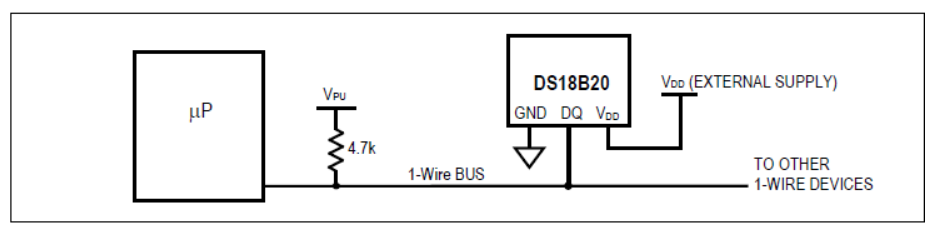 μP
VPU
4.7k
1-Wire BUS
DS18B20
GND DQ VDD
VDD (EXTERNAL SUPPLY)
TO OTHER
1-WIRE DEVICES